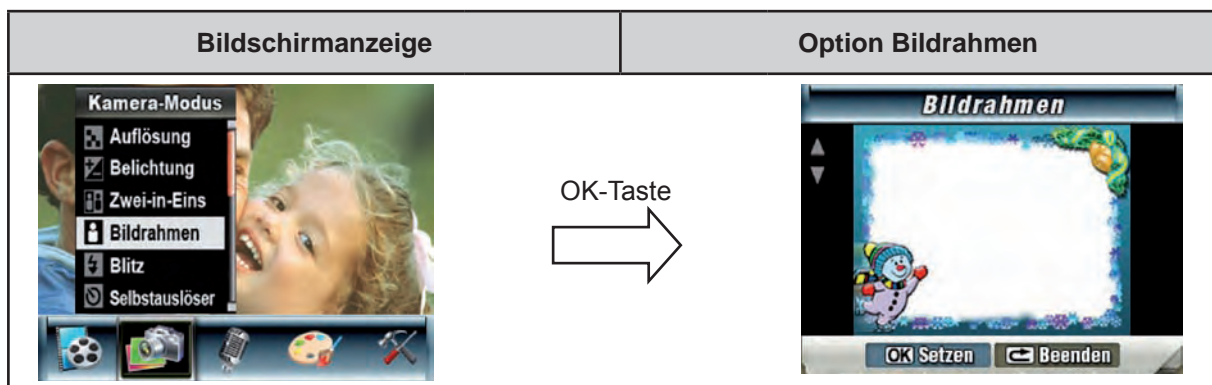 Bildschirmanzeige
Option Bildrahmen
Kamera-Modus
Auflösung
Belichtung
Zwei-in-Eins
Bildrahmen
Blitz
Selbstauslöser
OK-Taste
Bildrahmen
OK Setzen
Beenden